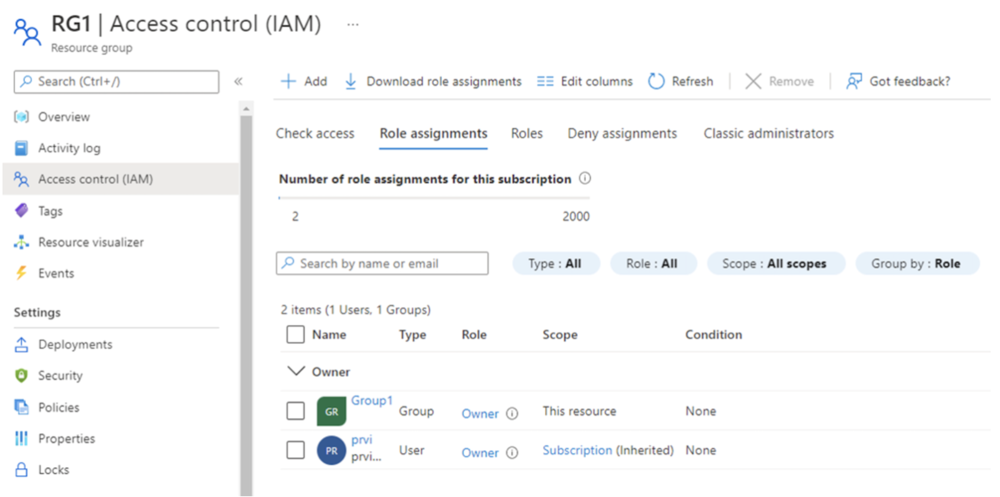 RG1 | Access control (IAM) ...
Resource group
Search (Ctrl+/) «
Add Download role assignments Edit columns Refresh | Remove | Got feedback?
Overview
Activity log
Access control (IAM)
Tags
Resource visualizer
Events
Settings
Deployments
Security
Policies
Properties
Locks
Check access Role assignments Roles Deny assignments Classic administrators
Number of role assignments for this subscription
2 2000
Search by name or email Type : All Role : All Scope : All scopes Group by : Role
2 items (1 Users, 1 Groups)
Name Type Role Scope Condition
Owner
GR Group1 Group Owner This resource None
PR prvi User Owner Subscription (Inherited) None
prvi...